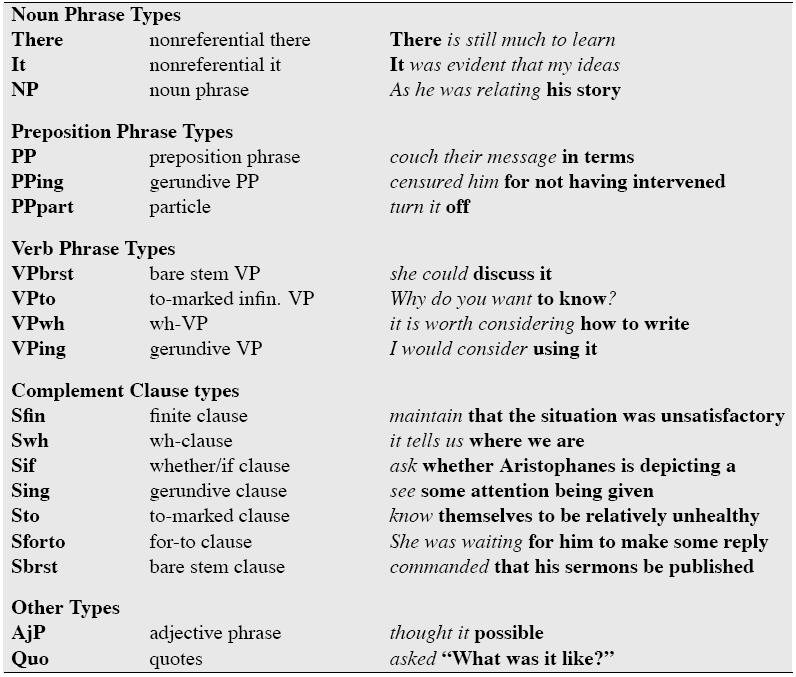 Noun Phrase Types
There nonreferential there There is still much to learn
It nonreferential it It was evident that my ideas
NP noun phrase As he was relating his story
Preposition Phrase Types
PP preposition phrase couch their message in terms
PPing gerundive PP censured him for not having intervened
PPpart particle turn it off
Verb Phrase Types
VPbrst bare stem VP she could discuss it
VPto to-marked infin. VP Why do you want to know?
VPwh wh-VP it is worth considering how to write
VPing gerundive VP I would consider using it
Complement Clause types
Sfin finite clause maintain that the situation was unsatisfactory
Swh wh-clause it tells us where we are
Sif whether/if clause ask whether Aristophanes is depicting a
Sing gerundive clause see some attention being given
Sto to-marked clause know themselves to be relatively unhealthy
Sforto for-to clause She was waiting for him to make some reply
Sbrst bare stem clause commanded that his sermons be published
Other Types
AjP adjective phrase thought it possible
Quo quotes asked “What was it like?”